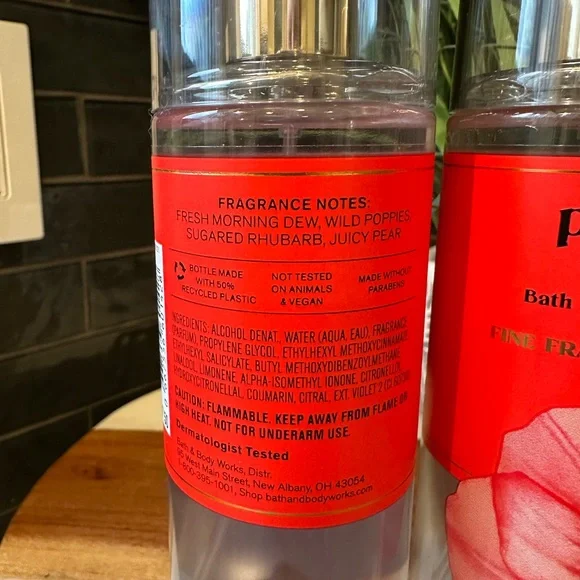 FRAGRANCE NOTES:
FRESH MORNING DEW, WILD POPPIES,
SUGARED RHUBARB, JUICY PEAR
BOTTLE MADE
WITH 50%
RECYCLED PLASTIC
NOT TESTED
ON ANIMALS
& VEGAN
MADE WITHOUT
PARABENS
INGREDIENTS: ALCOHOL DENAT., WATER (AQUA, EAU), FRAGRANCE
(PARFUM), PROPYLENE GLYCOL, ETHYLHEXYL METHOXYCINNAMATE,
ETHYLHEXYL SALICYLATE, BUTYL METHOXYDIBENZOYLMETHANE,
LINALOOL, LIMONENE, ALPHA-ISOMETHYL IONONE, CITRONELLOL,
HYDROXYCITRONELLAL, COUMARIN, CITRAL, EXT. VIOLET 2 (CI 60730)
CAUTION: FLAMMABLE. KEEP AWAY FROM FLAME OR
HIGH HEAT. NOT FOR UNDERARM USE.
Dermatologist Tested
Bath & Body Works, Distr.
95 West Main Street, New Albany, OH 43054
1-800-395-1001, Shop bathandbodyworks.com
p
Bath
FINE FRA